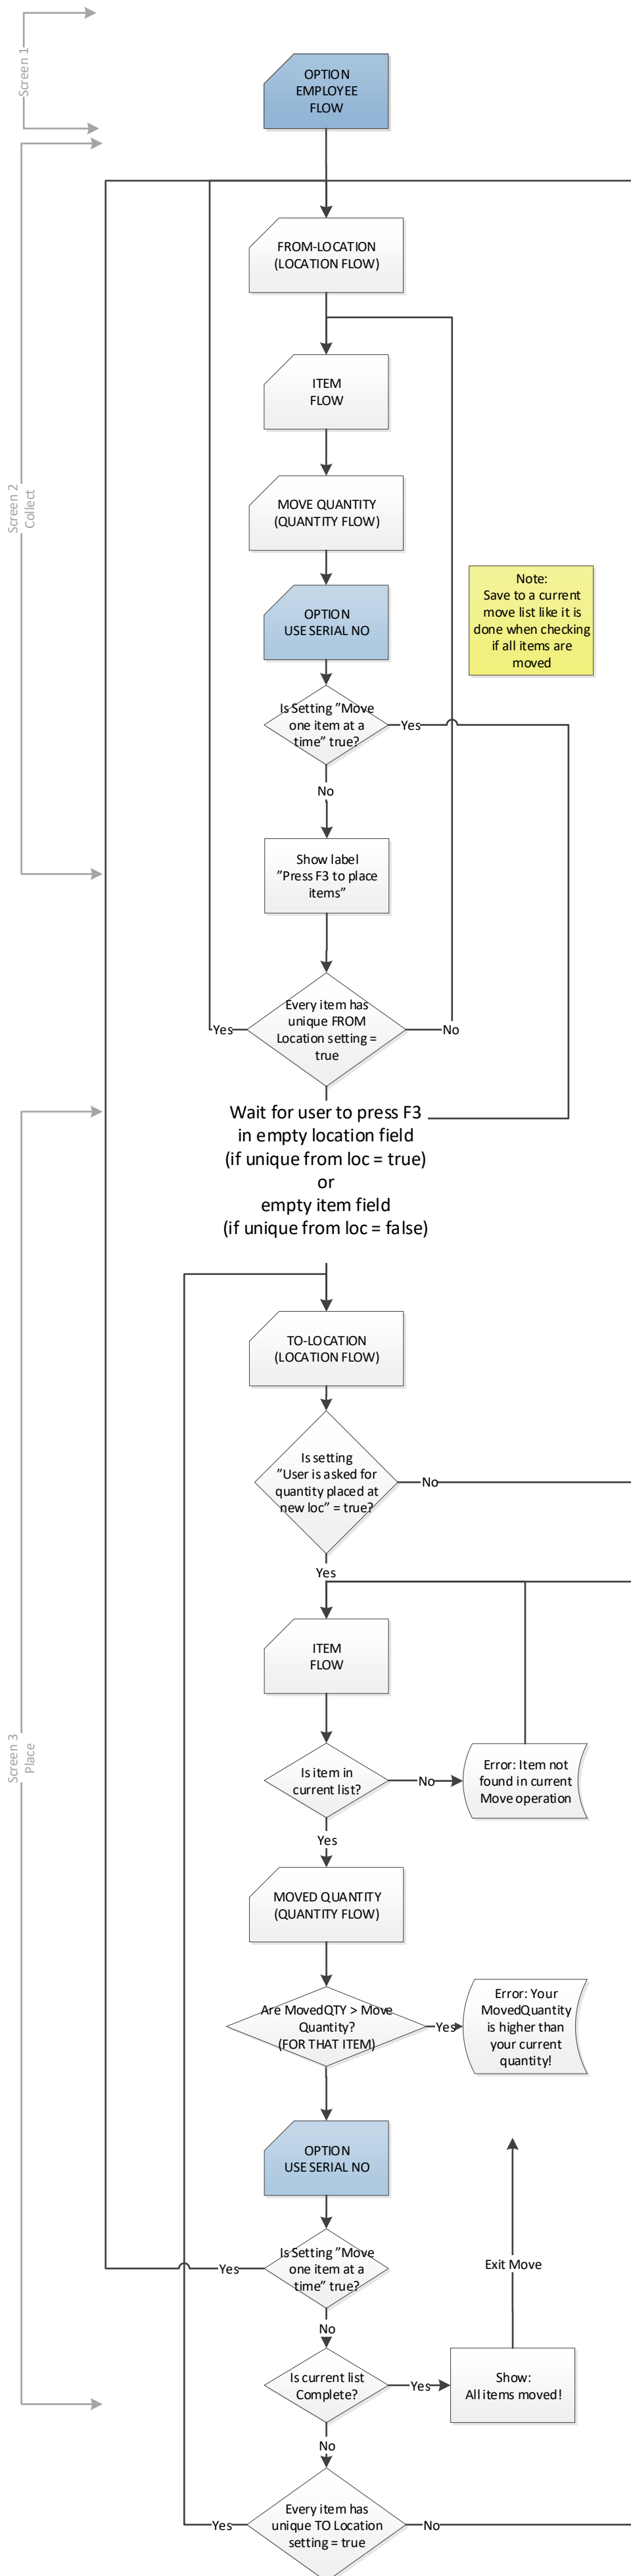 Screen 1
OPTION
EMPLOYEE
FLOW
FROM-LOCATION
(LOCATION FLOW)
ITEM
FLOW
Screen 2
Collect
MOVE QUANTITY
(QUANTITY FLOW)
OPTION
USE SERIAL NO
Note:
Save to a current
move list like it is
done when checking
if all items are
moved
Is Setting ”Move
one item at a
time” true?
Yes
No
Show label
”Press F3 to place
items”
Every item has
unique FROM
Location setting =
true
Yes
No
Wait for user to press F3
in empty location field
(if unique from loc = true)
or
empty item field
(if unique from loc = false)
TO-LOCATION
(LOCATION FLOW)
Is setting
”User is asked for
quantity placed at
new loc” = true?
No
Yes
ITEM
FLOW
Screen 3
Place
Is item in
current list?
No
Error: Item not
found in current
Move operation
Yes
MOVED QUANTITY
(QUANTITY FLOW)
Are MovedQTY > Move
Quantity?
(FOR THAT ITEM)
Yes
Error: Your
MovedQuantity
is higher than
your current
quantity!
OPTION
USE SERIAL NO
Is Setting ”Move
one item at a
time” true?
Yes
Exit Move
No
Is current list
Complete?
Yes
Show:
All items moved!
No
Every item has
unique TO Location
setting = true
Yes
No